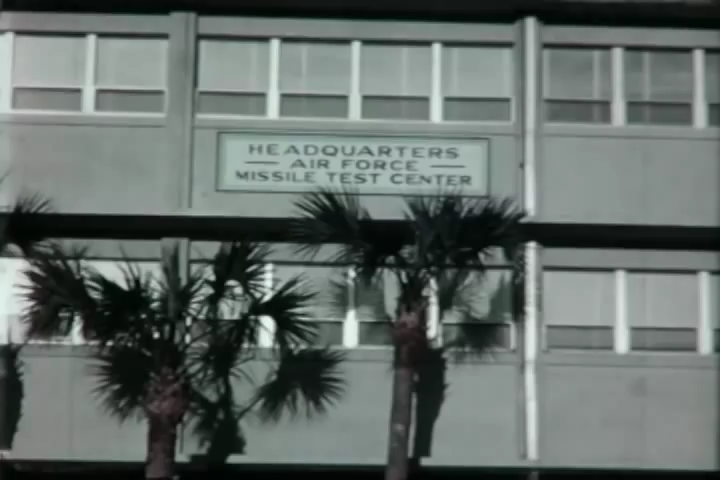 HEADQUARTERS
— AIR FORCE —
MISSILE TEST CENTER